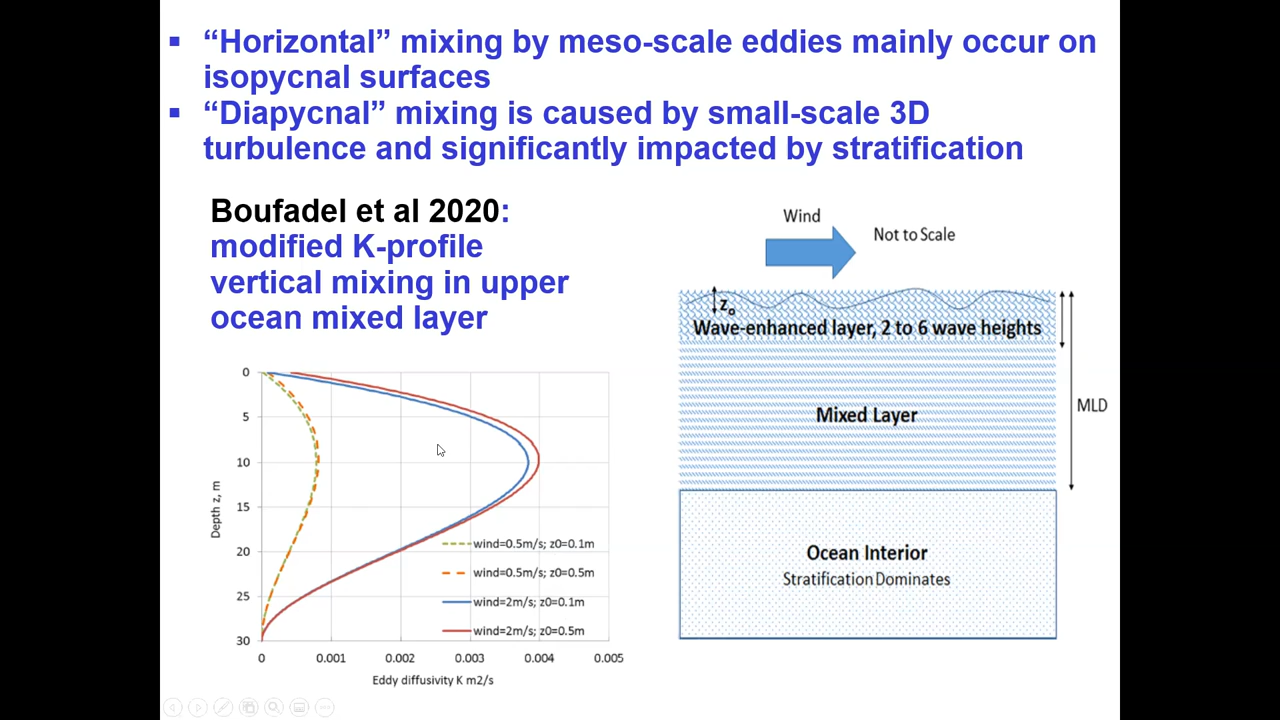 ▪ “Horizontal” mixing by meso-scale eddies mainly occur on
isopycnal surfaces
▪ “Diapycnal” mixing is caused by small-scale 3D
turbulence and significantly impacted by stratification
Boufadel et al 2020:
modified K-profile
vertical mixing in upper
ocean mixed layer
Wind
Not to Scale
zo
Wave-enhanced layer, 2 to 6 wave heights
Mixed Layer
MLD
Ocean Interior
Stratification Dominates
0
5
10
15
20
25
30
Depth z, m
wind=0.5m/s; z0=0.1m
wind=0.5m/s; z0=0.5m
wind=2m/s; z0=0.1m
wind=2m/s; z0=0.5m
0 0.001 0.002 0.003 0.004 0.005
Eddy diffusivity K m2/s